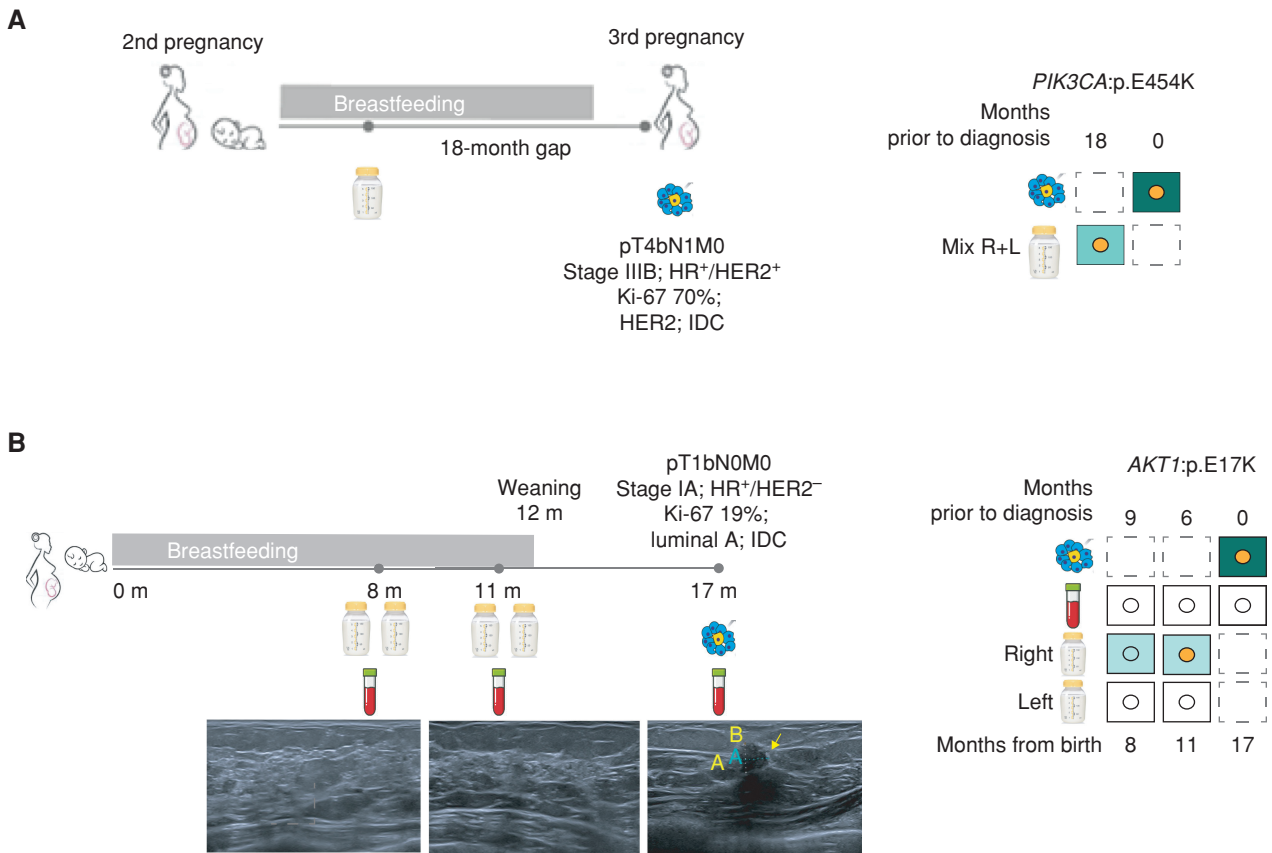 A
2nd pregnancy
3rd pregnancy
Breastfeeding
18-month gap
pT4bN1M0
Stage IIIB; HR⁺/HER2⁺
Ki-67 70%;
HER2; IDC
PIK3CA:p.E454K
Months
prior to diagnosis
18 0
Mix R+L
B
Weaning
12 m
pT1bN0M0
Stage IA; HR⁺/HER2⁻
Ki-67 19%;
luminal A; IDC
Breastfeeding
0 m 8 m 11 m 17 m
B
A A
AKT1:p.E17K
Months
prior to diagnosis
9 6 0
Right
Left
Months from birth 8 11 17